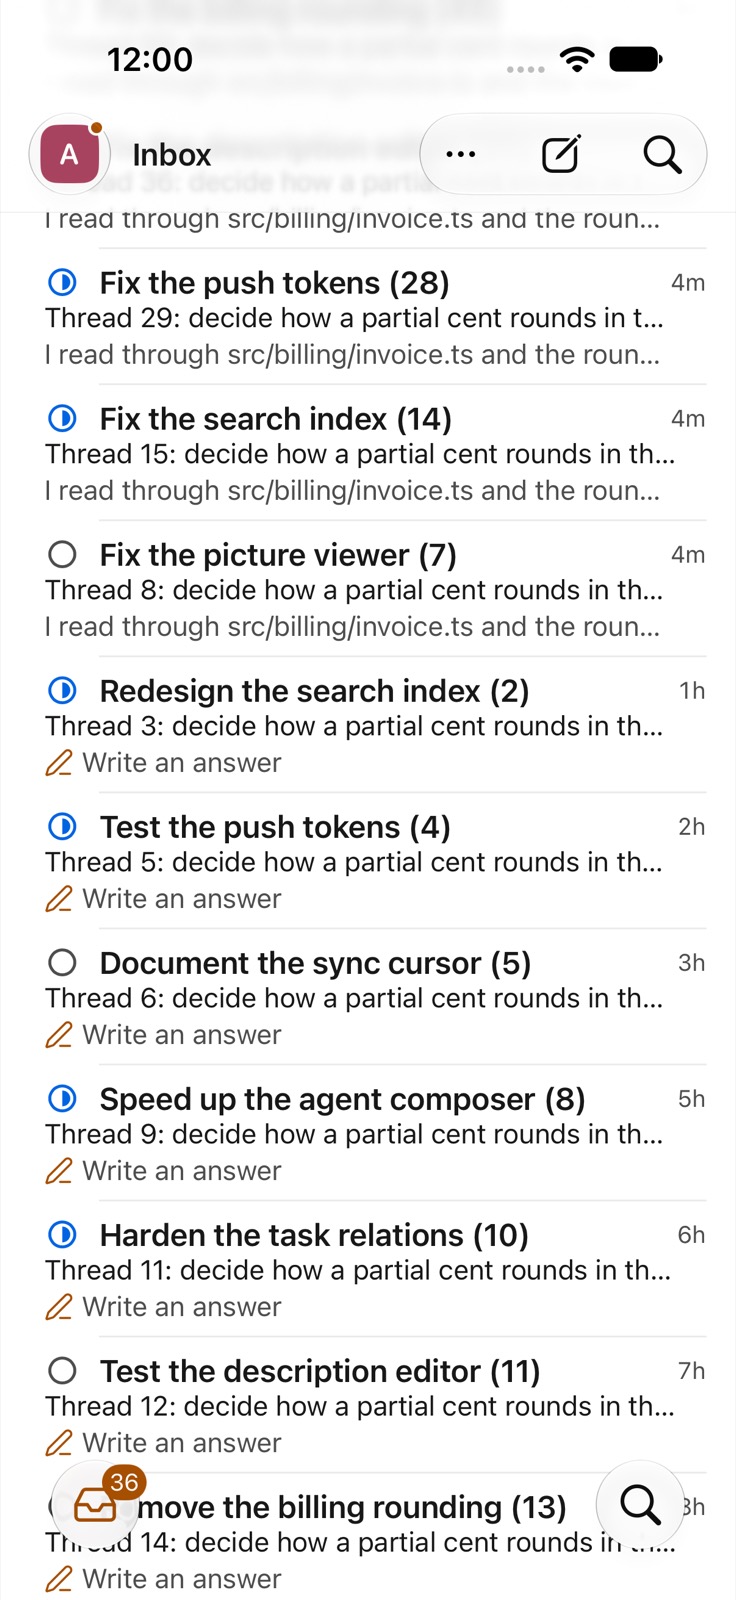 12:00
A
Inbox
ead 36: decide how a partia
I read through src/billing/invoice.ts and the roun...
Fix the push tokens (28)
4m
Thread 29: decide how a partial cent rounds in t...
I read through src/billing/invoice.ts and the roun...
Fix the search index (14)
4m
Thread 15: decide how a partial cent rounds in th...
I read through src/billing/invoice.ts and the roun...
Fix the picture viewer (7)
4m
Thread 8: decide how a partial cent rounds in th...
I read through src/billing/invoice.ts and the roun...
Redesign the search index (2)
1h
Thread 3: decide how a partial cent rounds in th...
Write an answer
Test the push tokens (4)
2h
Thread 5: decide how a partial cent rounds in th...
Write an answer
Document the sync cursor (5)
3h
Thread 6: decide how a partial cent rounds in th...
Write an answer
Speed up the agent composer (8)
5h
Thread 9: decide how a partial cent rounds in th...
Write an answer
Harden the task relations (10)
6h
Thread 11: decide how a partial cent rounds in th...
Write an answer
Test the description editor (11)
7h
Thread 12: decide how a partial cent rounds in th...
Write an answer
36
move the billing rounding (13)
Thread 14: decide how a partial cent rounds in th...
Write an answer